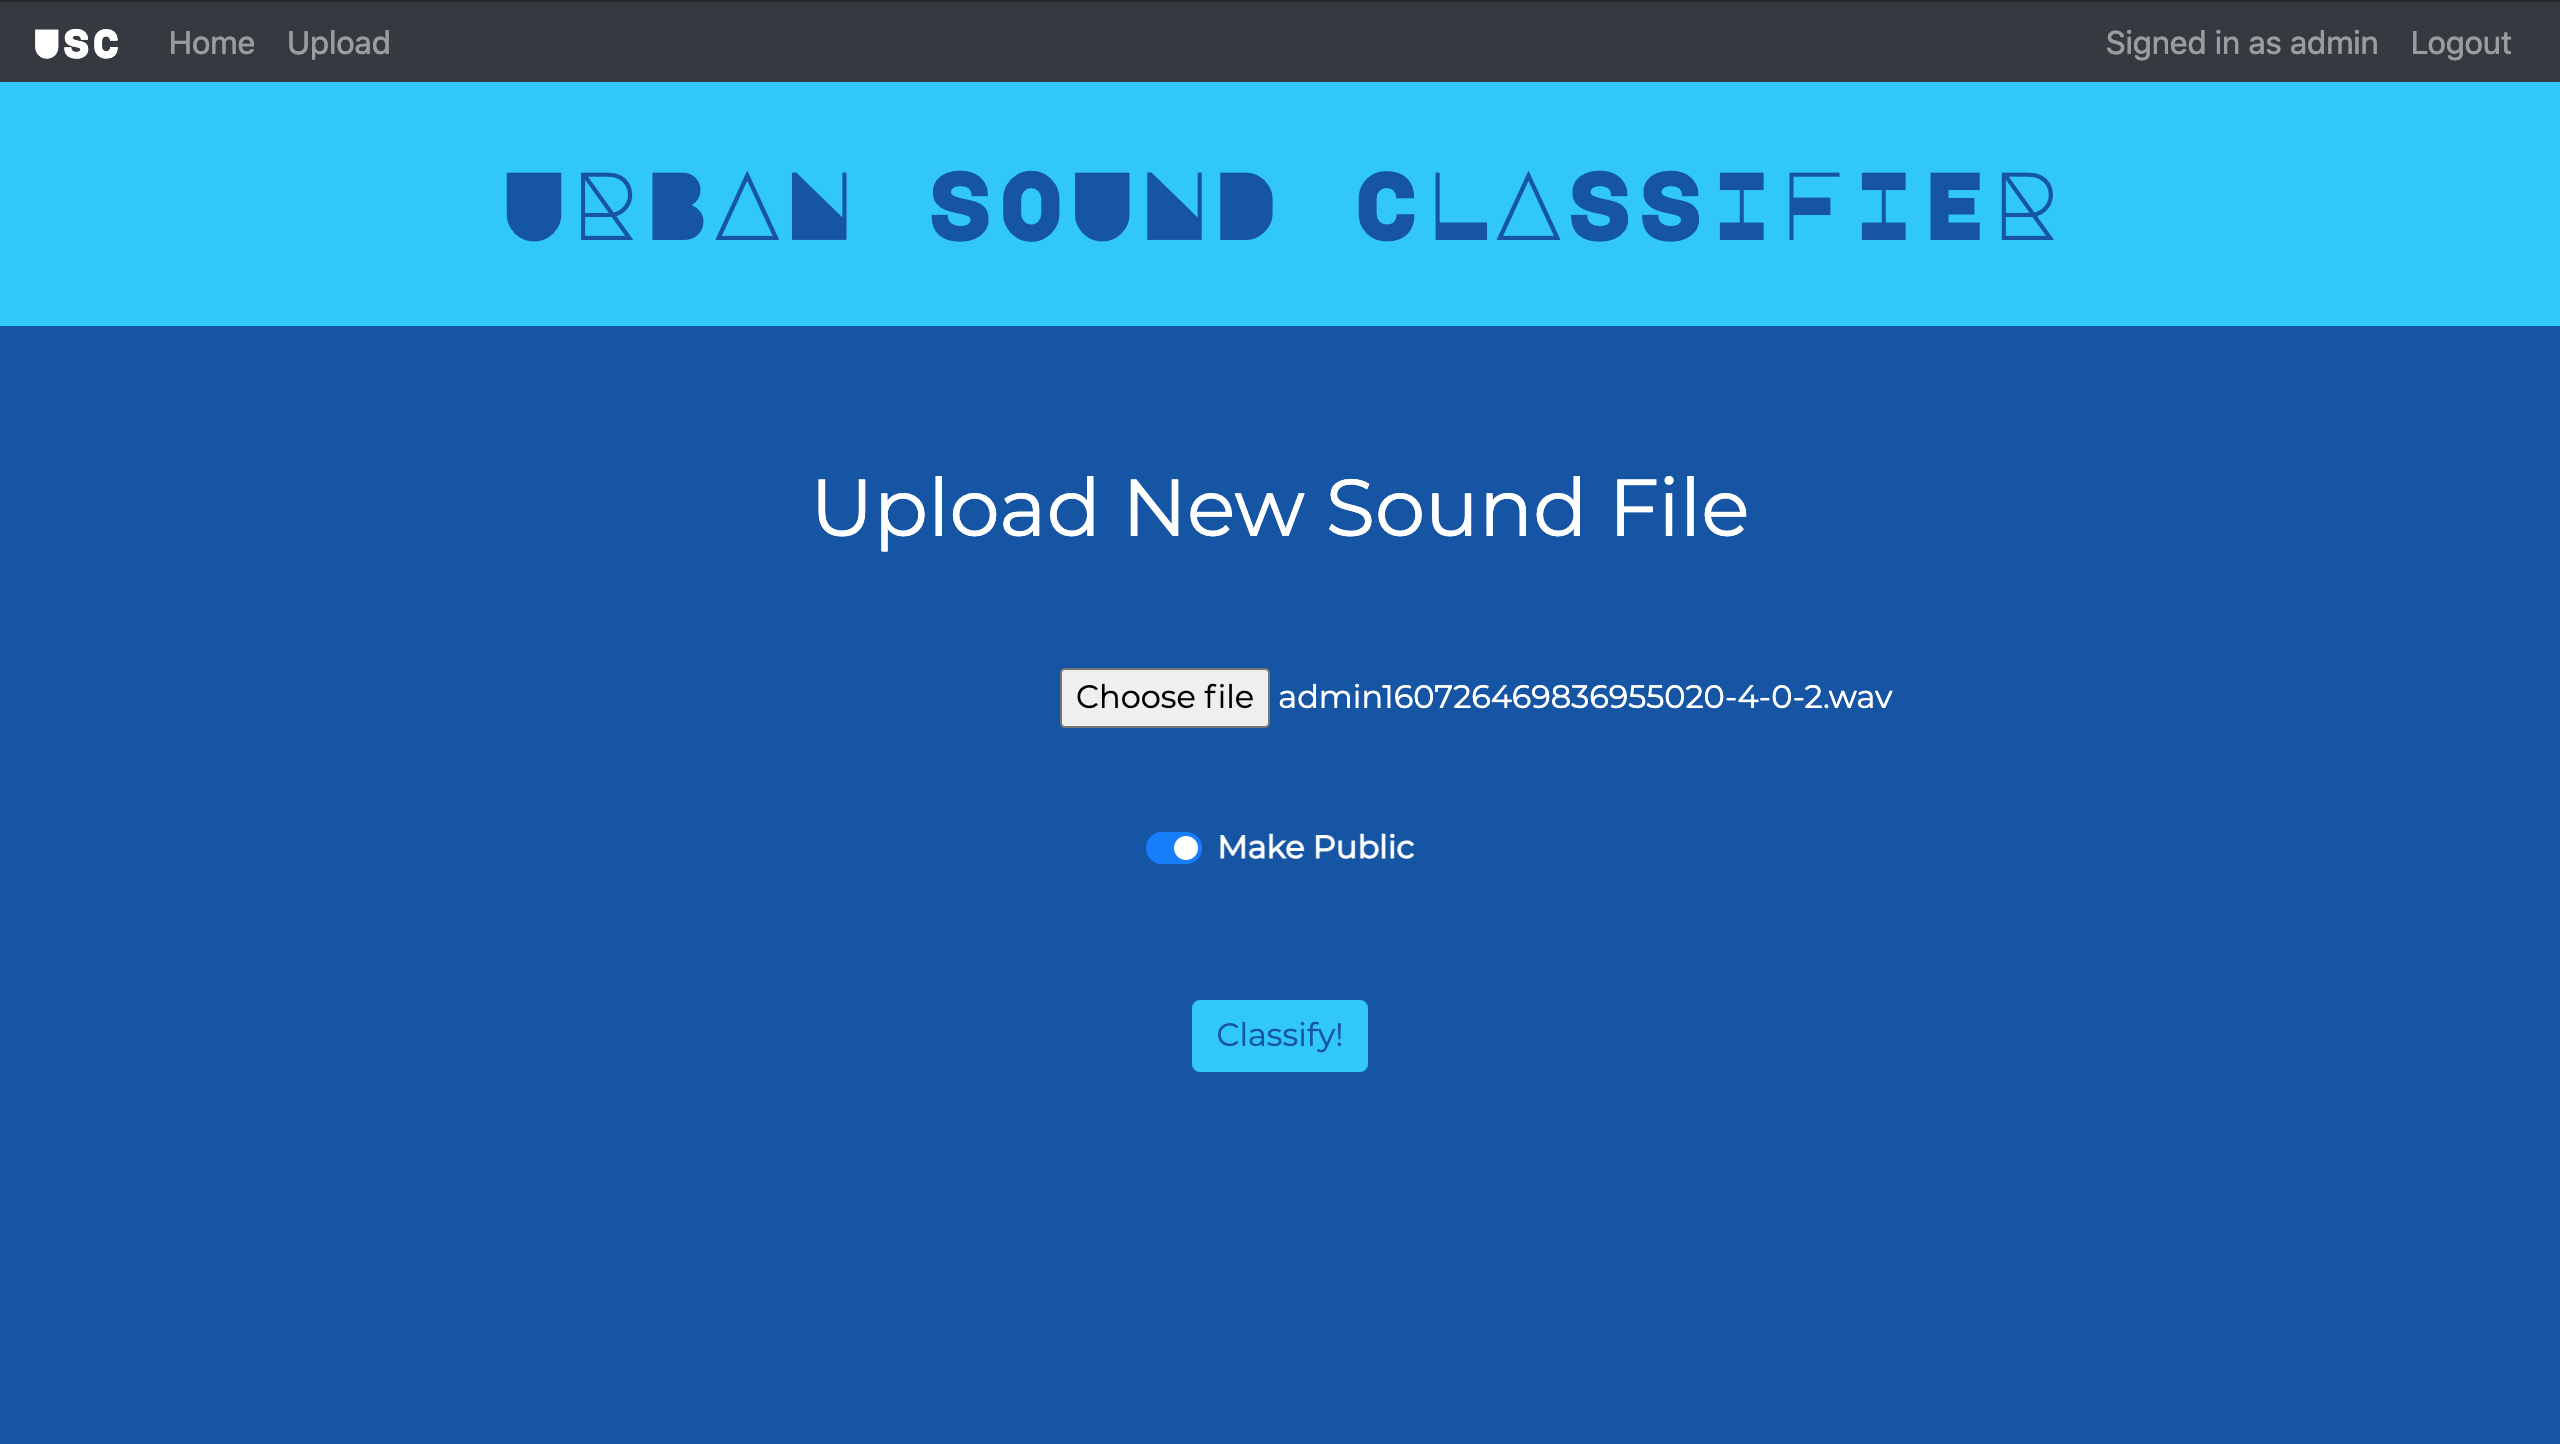 USC Home Upload Signed in as admin Logout
URBAN SOUND CLASSIFIER
Upload New Sound File
Choose file admin160726469836955020-4-0-2.wav
Make Public
Classify!